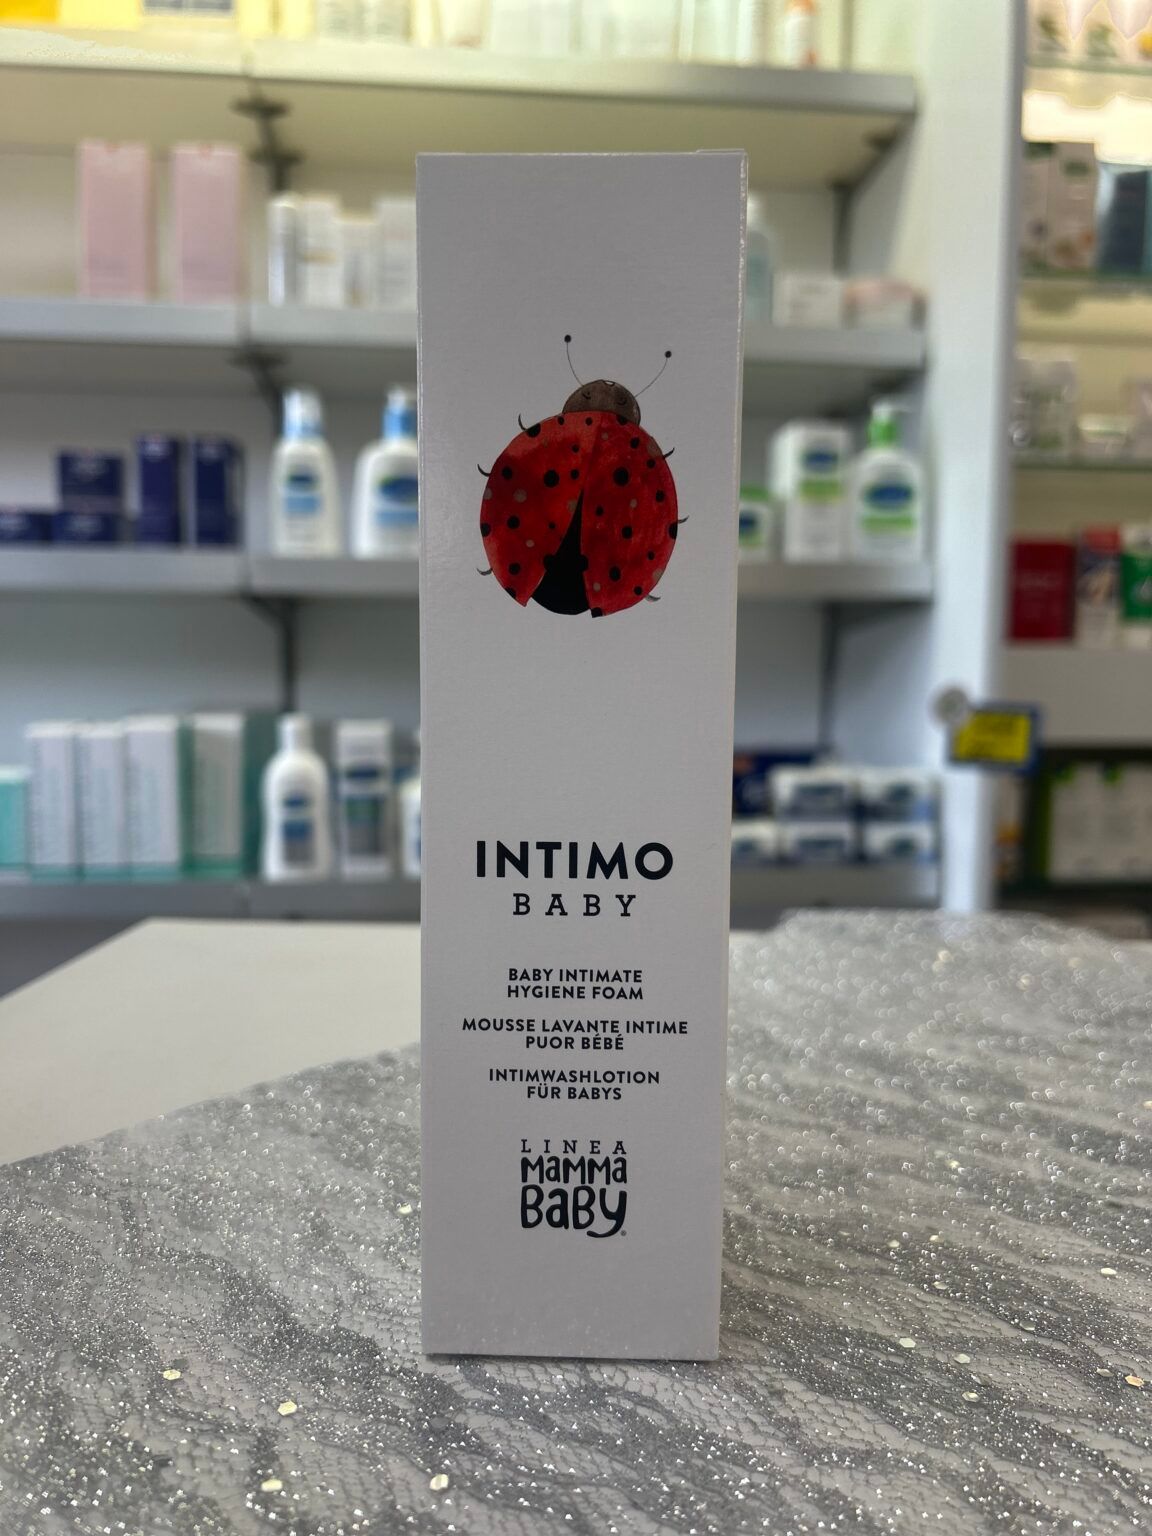 INTIMO
BABY
BABY INTIMATE
HYGIENE FOAM
MOUSSE LAVANTE INTIME
PUOR BÉBÉ
INTIMWASHLOTION
FÜR BABYS
LINEA
MAMMA
BABY